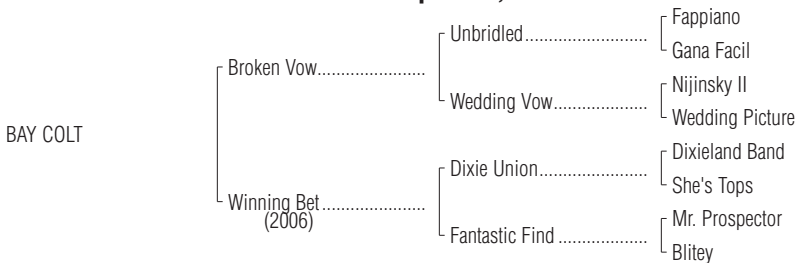 Fappiano
Unbridled
Gana Facil
Broken Vow
Nijinsky II
Wedding Vow
Wedding Picture
BAY COLT
Dixieland Band
Dixie Union
She's Tops
Winning Bet
(2006)
Mr. Prospector
Fantastic Find
Blitey